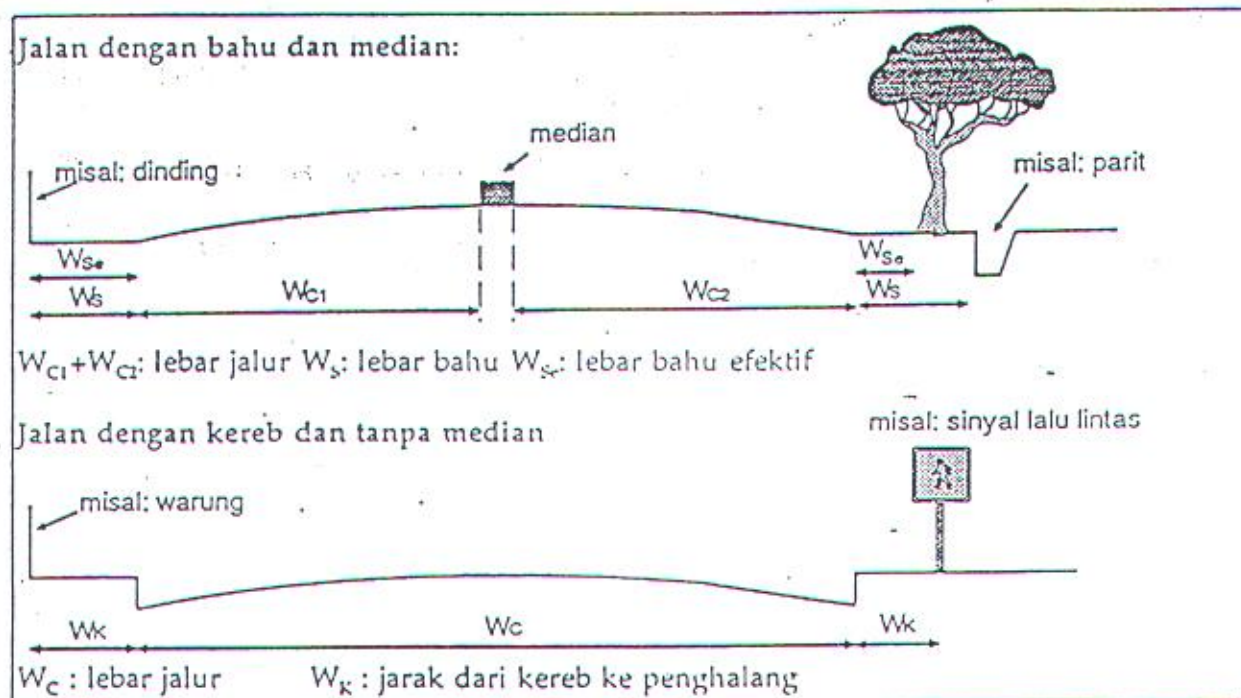 Jalan dengan bahu dan median:
median
misal: dinding
misal: parit
WSe
WSe
WS
WC1
WC2
WS
WC1+WC2: lebar jalur WS: lebar bahu WSe: lebar bahu efektif
Jalan dengan kereb dan tanpa median
misal: sinyal lalu lintas
misal: warung
WK
WC
WK
WC : lebar jalur WK : jarak dari kereb ke penghalang